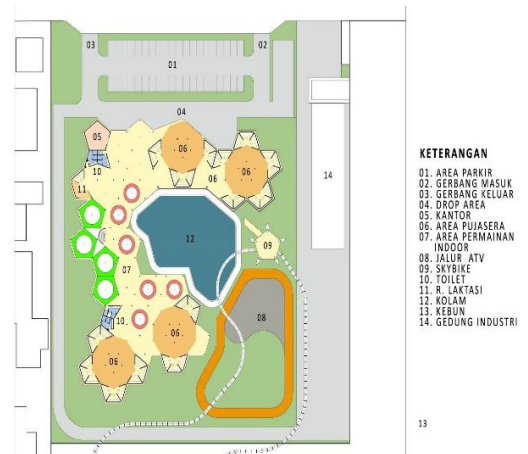 03
02
01
04
05
06
10
06
06
11
14
12
09
07
08
10
06
06
KETERANGAN
01. AREA PARKIR
02. GERBANG MASUK
03. GERBANG KELUAR
04. DROP AREA
05. KANTOR
06. AREA PUJASERA
07. AREA PERMAINAN
INDOOR
08. JALUR ATV
09. SKYBIKE
10. TOILET
11. R. LAKTASI
12. KOLAM
13. KEBUN
14. GEDUNG INDUSTRI
13